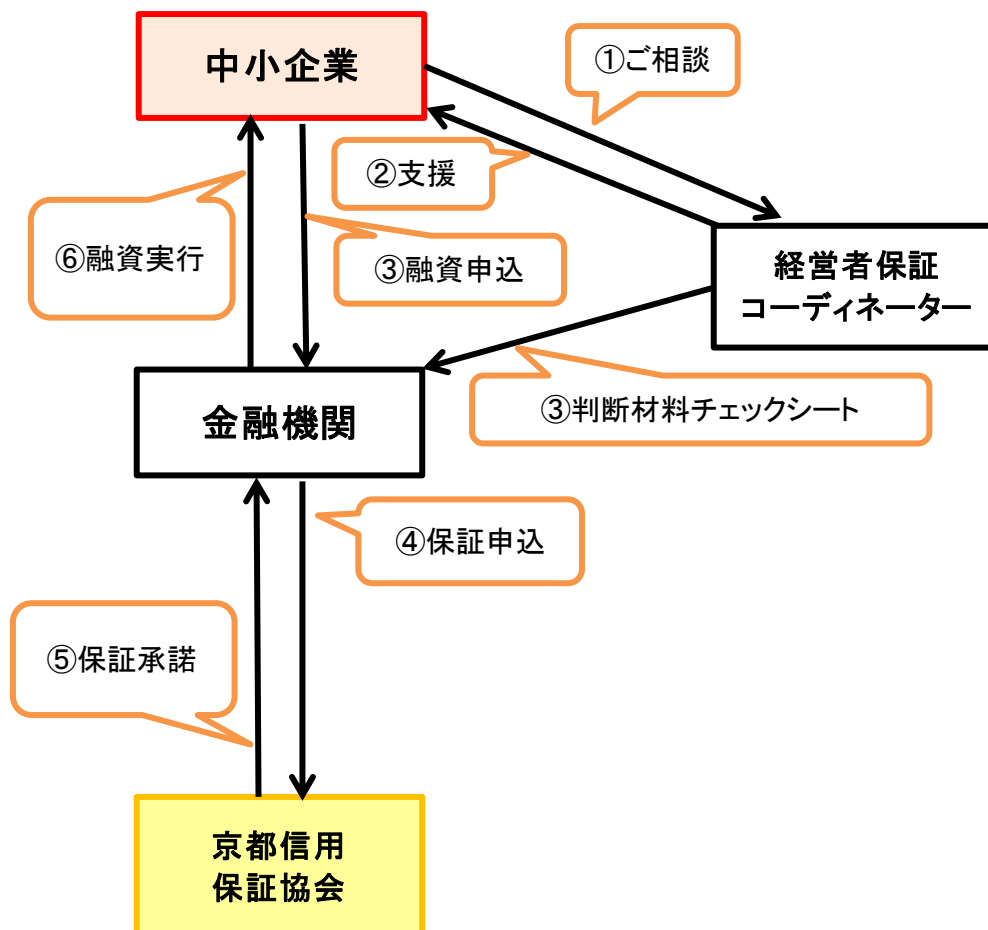 中小企業
①ご相談
②支援
⑥融資実行
③融資申込
経営者保証
コーディネーター
金融機関
③判断材料チェックシート
④保証申込
⑤保証承諾
京都信用
保証協会